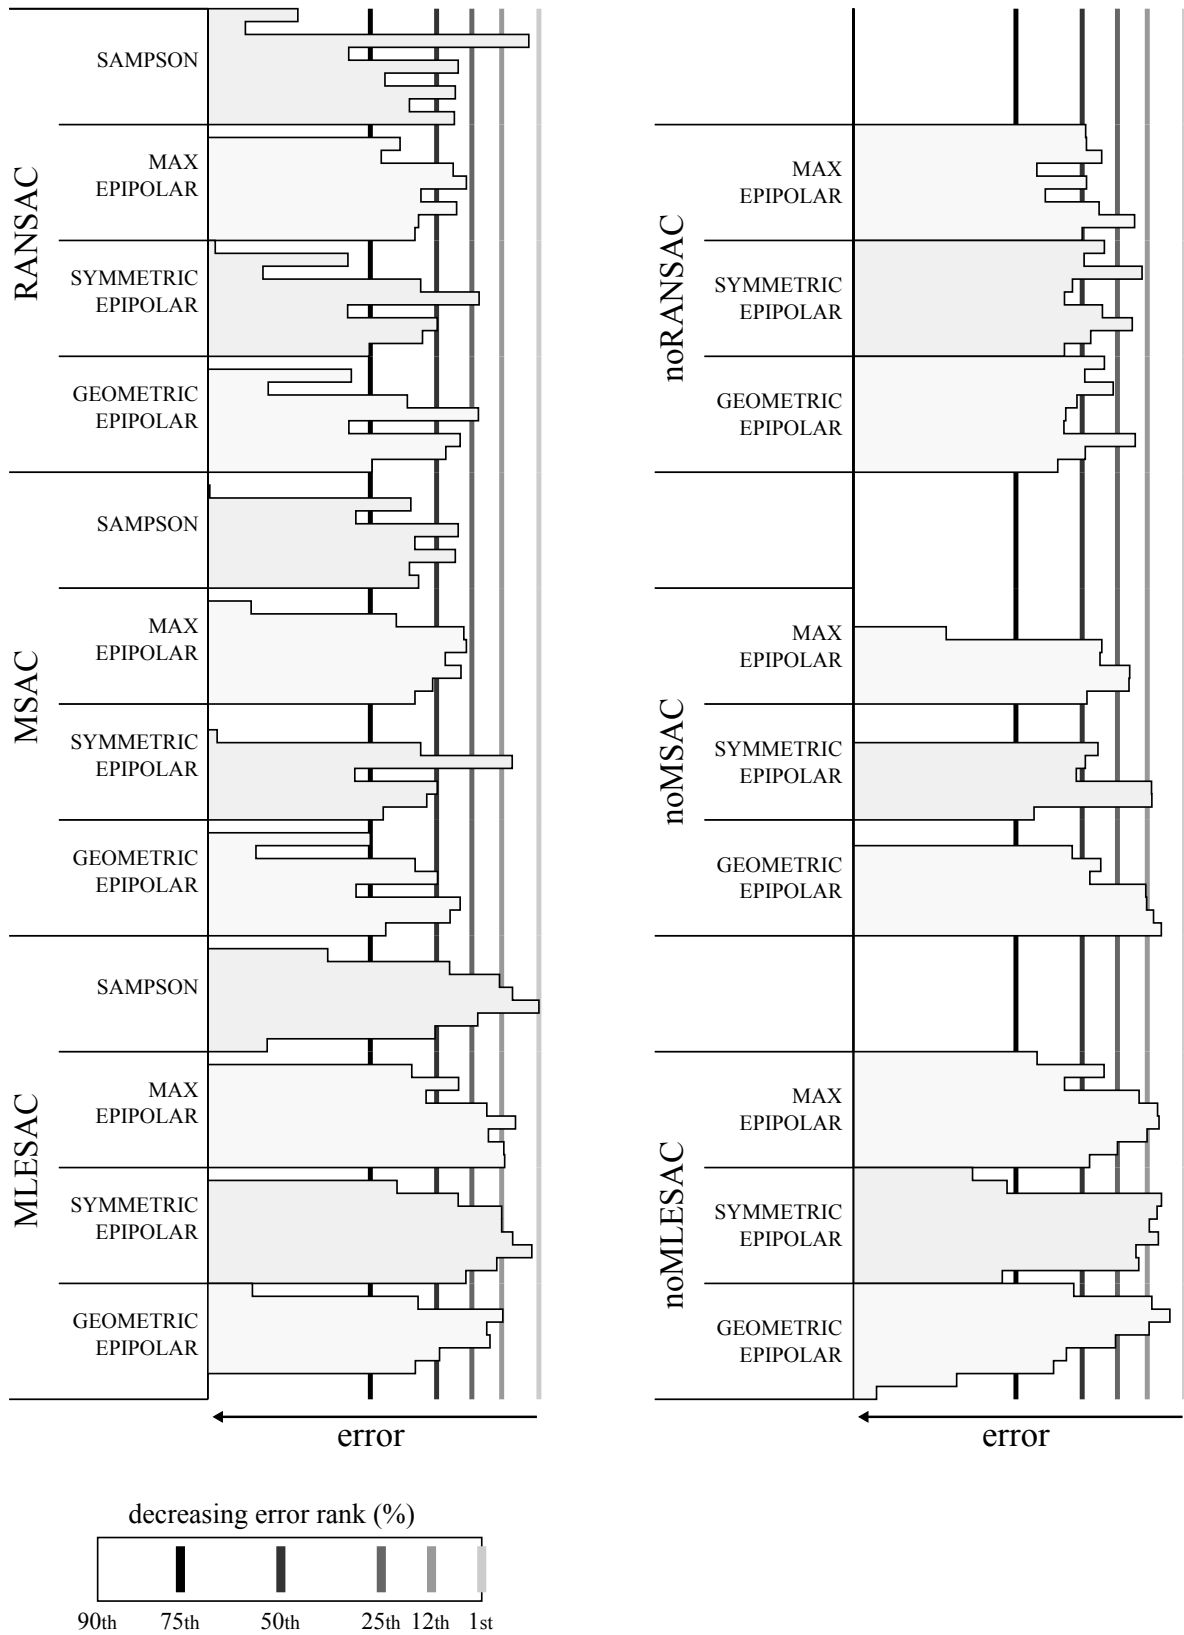 RANSAC
SAMPSON
MAX
EPIPOLAR
SYMMETRIC
EPIPOLAR
GEOMETRIC
EPIPOLAR
MSAC
SAMPSON
MAX
EPIPOLAR
SYMMETRIC
EPIPOLAR
GEOMETRIC
EPIPOLAR
MLESAC
SAMPSON
MAX
EPIPOLAR
SYMMETRIC
EPIPOLAR
GEOMETRIC
EPIPOLAR
error
noRANSAC
MAX
EPIPOLAR
SYMMETRIC
EPIPOLAR
GEOMETRIC
EPIPOLAR
noMSAC
MAX
EPIPOLAR
SYMMETRIC
EPIPOLAR
GEOMETRIC
EPIPOLAR
noMLESAC
MAX
EPIPOLAR
SYMMETRIC
EPIPOLAR
GEOMETRIC
EPIPOLAR
error
decreasing error rank (%)
90th 75th 50th 25th 12th 1st